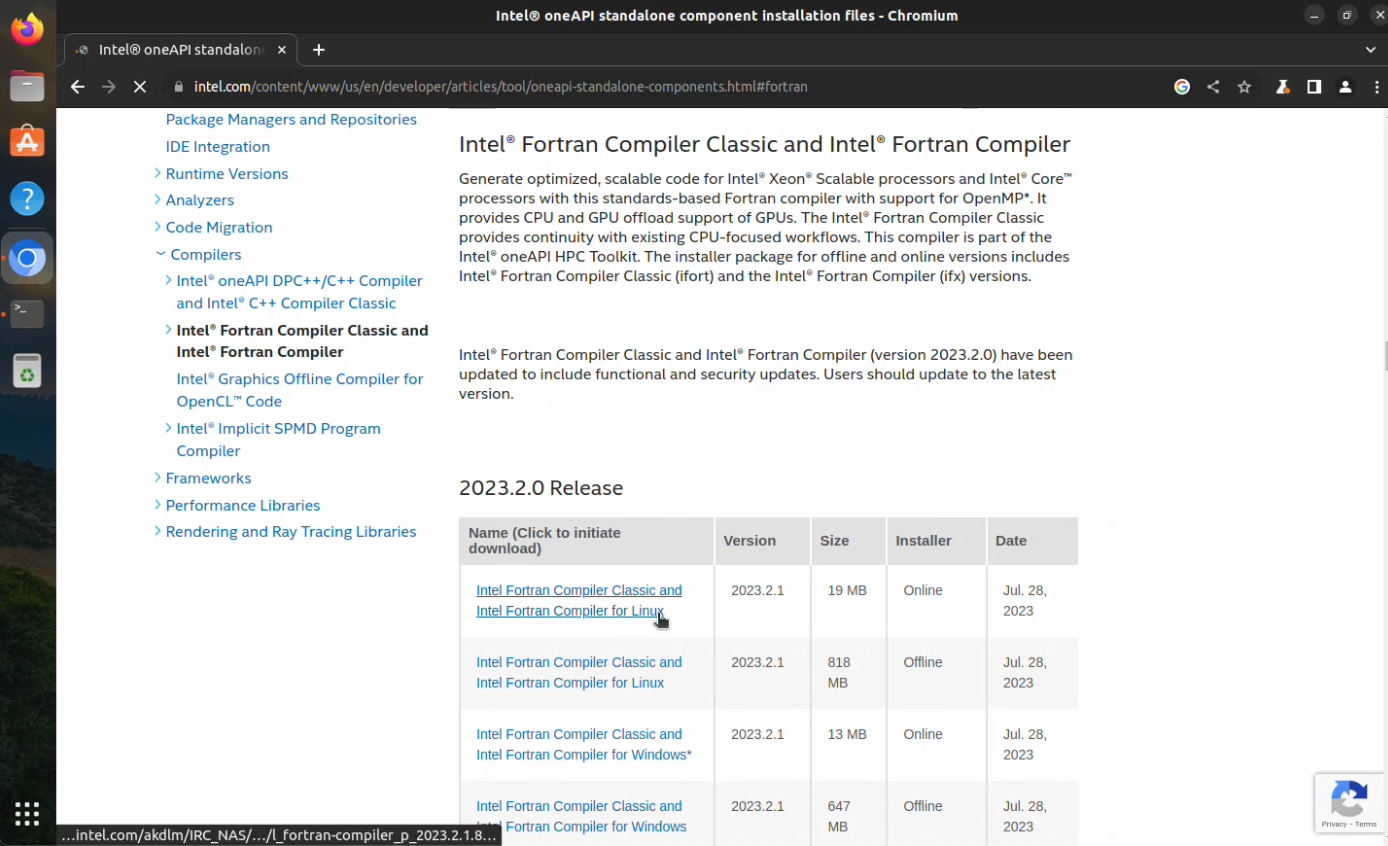 Intel® oneAPI standalone component installation files - Chromium
Intel® oneAPI standalon
intel.com/content/www/us/en/developer/articles/tool/oneapi-standalone-components.html#fortran
Package Managers and Repositories
IDE Integration
Runtime Versions
Analyzers
Code Migration
Compilers
Intel® oneAPI DPC++/C++ Compiler
and Intel® C++ Compiler Classic
Intel® Fortran Compiler Classic and
Intel® Fortran Compiler
Intel® Graphics Offline Compiler for
OpenCL™ Code
Intel® Implicit SPMD Program
Compiler
Frameworks
Performance Libraries
Rendering and Ray Tracing Libraries
Intel® Fortran Compiler Classic and Intel® Fortran Compiler
Generate optimized, scalable code for Intel® Xeon® Scalable processors and Intel® Core™
processors with this standards-based Fortran compiler with support for OpenMP*. It
provides CPU and GPU offload support of GPUs. The Intel® Fortran Compiler Classic
provides continuity with existing CPU-focused workflows. This compiler is part of the
Intel® oneAPI HPC Toolkit. The installer package for offline and online versions includes
Intel® Fortran Compiler Classic (ifort) and the Intel® Fortran Compiler (ifx) versions.
Intel® Fortran Compiler Classic and Intel® Fortran Compiler (version 2023.2.0) have been
updated to include functional and security updates. Users should update to the latest
version.
2023.2.0 Release
Name (Click to initiate
download)
Version
Size
Installer
Date
Intel Fortran Compiler Classic and
Intel Fortran Compiler for Linux
2023.2.1
19 MB
Online
Jul. 28,
2023
Intel Fortran Compiler Classic and
Intel Fortran Compiler for Linux
2023.2.1
818
MB
Offline
Jul. 28,
2023
Intel Fortran Compiler Classic and
Intel Fortran Compiler for Windows*
2023.2.1
13 MB
Online
Jul. 28,
2023
Intel Fortran Compiler Classic and
Intel Fortran Compiler for Windows
2023.2.1
647
MB
Offline
Jul. 28,
2023
...intel.com/akdlm/IRC_NAS/.../l_fortran-compiler_p_2023.2.1.8...
Privacy - Terms